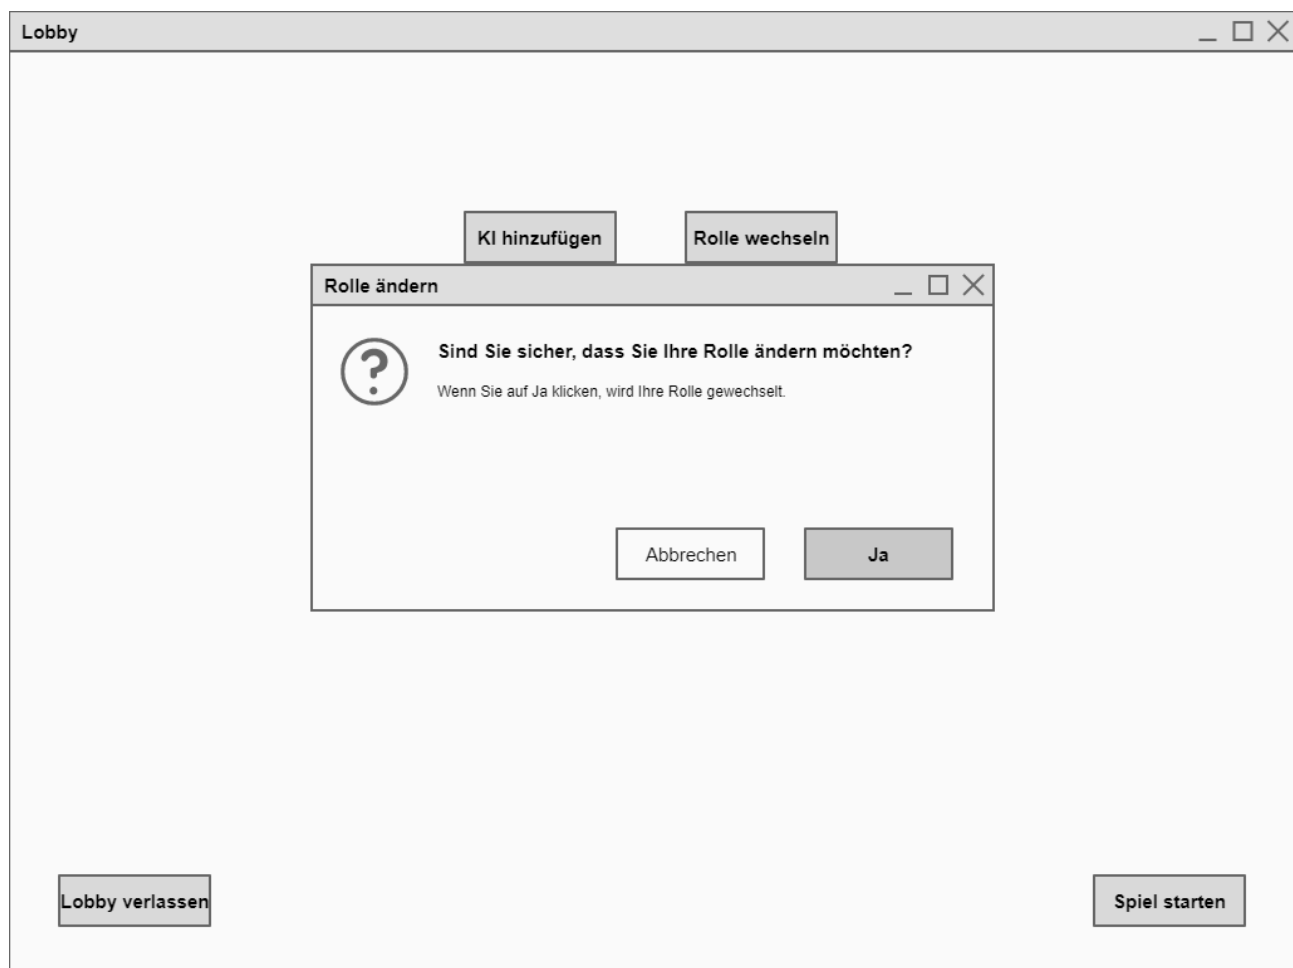 Lobby
KI hinzufügen
Rolle wechseln
Rolle ändern
Sind Sie sicher, dass Sie Ihre Rolle ändern möchten?
Wenn Sie auf Ja klicken, wird Ihre Rolle gewechselt.
Abbrechen
Ja
Lobby verlassen
Spiel starten